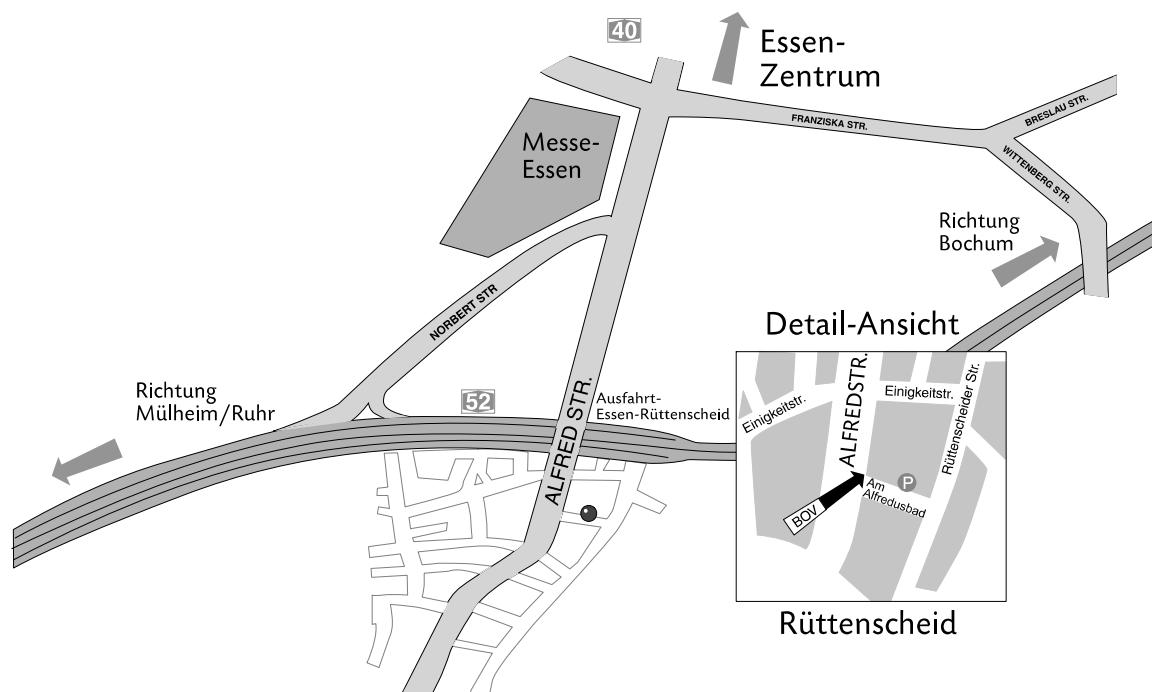 40
Essen-
Zentrum
FRANZISKA STR.
BRESLAU STR.
WITTENBERG STR.
Messe-
Essen
Richtung
Bochum
NORBERT STR
Detail-Ansicht
Richtung
Mülheim/Ruhr
52
Ausfahrt-
Essen-Rüttenscheid
ALFRED STR.
ALFREDSTR.
Einigkeitstr.
Einigkeitstr.
Rüttenscheider Str.
P
Am
Alfredusbad
BOV
Rüttenscheid